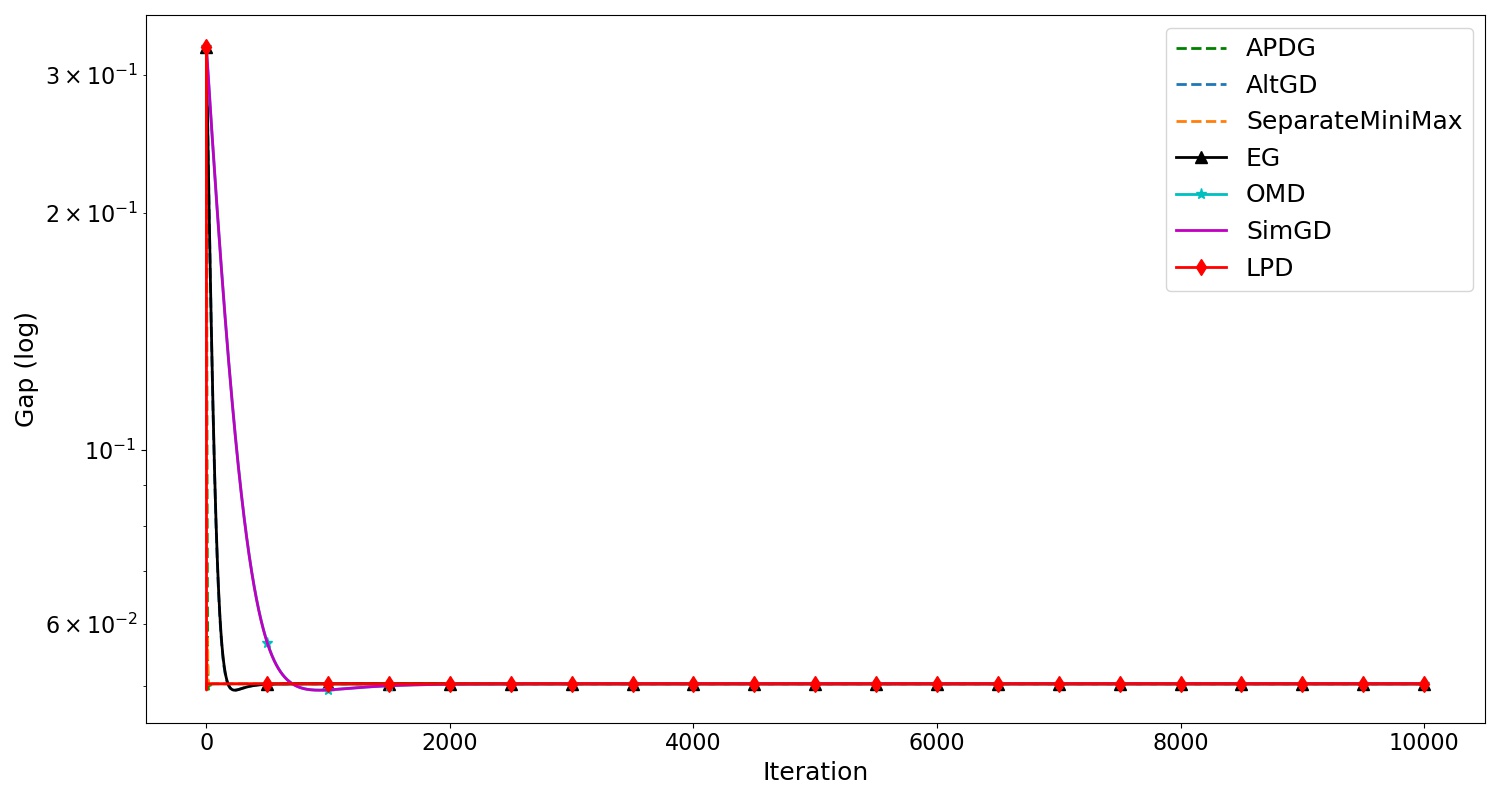 Gap (log)
3 × 10⁻¹
2 × 10⁻¹
10⁻¹
6 × 10⁻²
0
2000
4000
6000
8000
10000
Iteration
APDG
AltGD
SeparateMiniMax
EG
OMD
SimGD
LPD